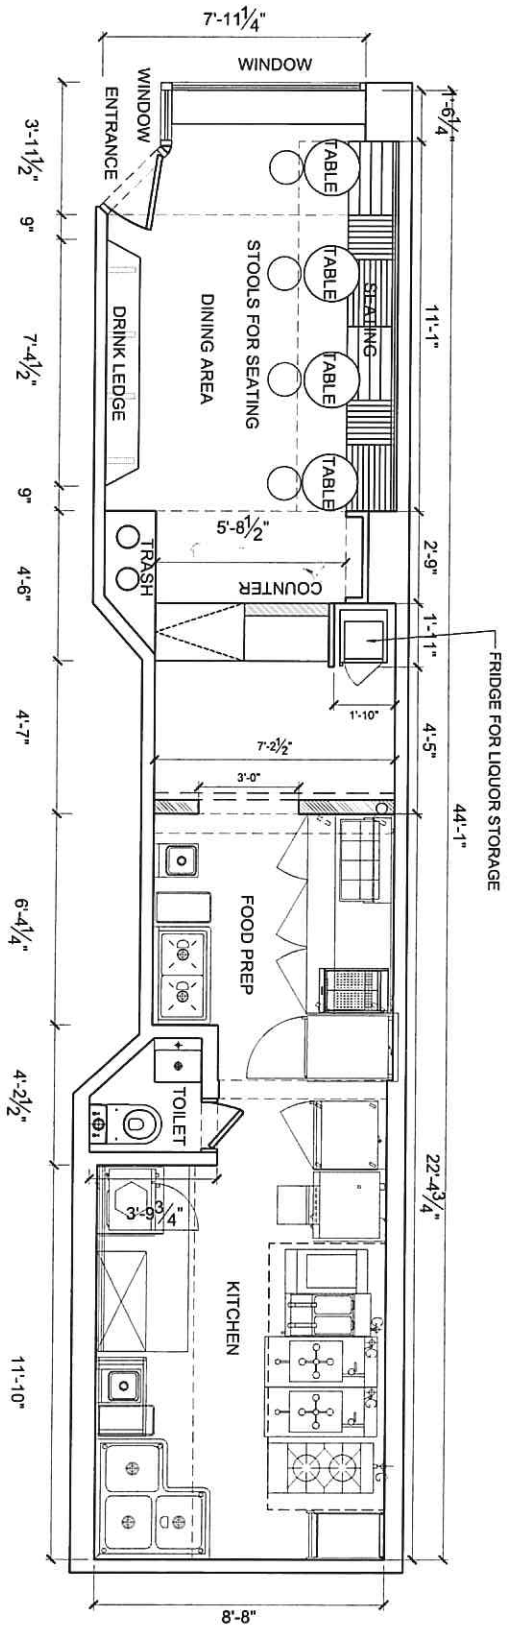 7'-11¼"
WINDOW
WINDOW
ENTRANCE
1'-6¼"
3'-11½"
9"
7'-4½"
9"
4'-6"
4'-7"
6'-4¼"
4'-2½"
11'-10"
TABLE
TABLE
TABLE
TABLE
SEATING
STOOLS FOR SEATING
DINING AREA
DRINK LEDGE
11'-1"
5'-8½"
COUNTER
TRASH
2'-9"
1'-11"
1'-10"
FRIDGE FOR LIQUOR STORAGE
4'-5"
44'-1"
7'-2½"
3'-0"
FOOD PREP
TOILET
22'-4¾"
3'-9¾"
KITCHEN
8'-8"